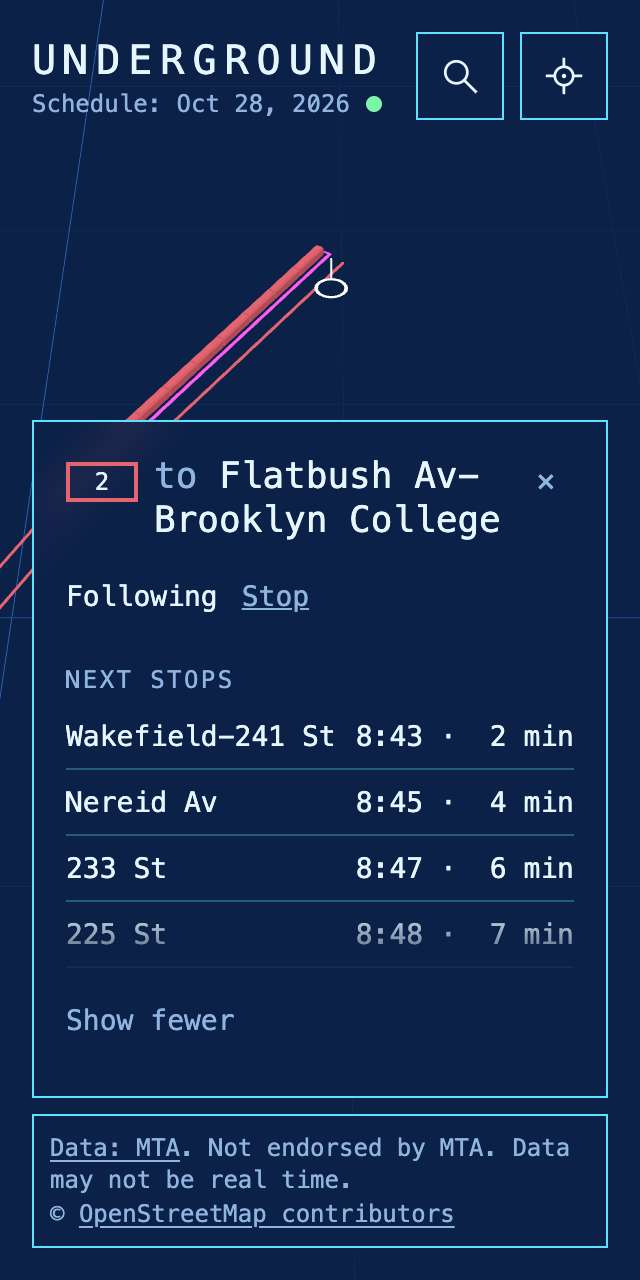 UNDERGROUND
Schedule: Oct 28, 2026
2 to Flatbush Av–
Brooklyn College
×
Following Stop
NEXT STOPS
Wakefield–241 St 8:43 · 2 min
Nereid Av 8:45 · 4 min
233 St 8:47 · 6 min
225 St 8:48 · 7 min
Show fewer
Data: MTA. Not endorsed by MTA. Data
may not be real time.
© OpenStreetMap contributors